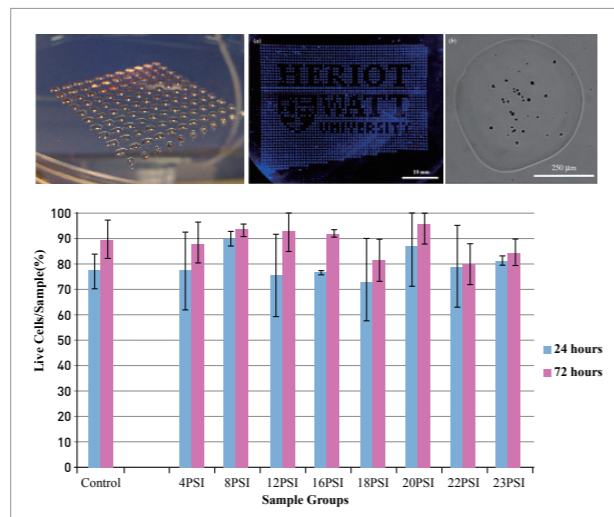 (a)
HERIOT
WATT
UNIVERSITY
10 mm
(b)
250 µm
Live Cells/Sample(%)
100
90
80
70
60
50
40
30
20
10
0
Control
4PSI
8PSI
12PSI
16PSI
18PSI
20PSI
22PSI
23PSI
Sample Groups
24 hours
72 hours